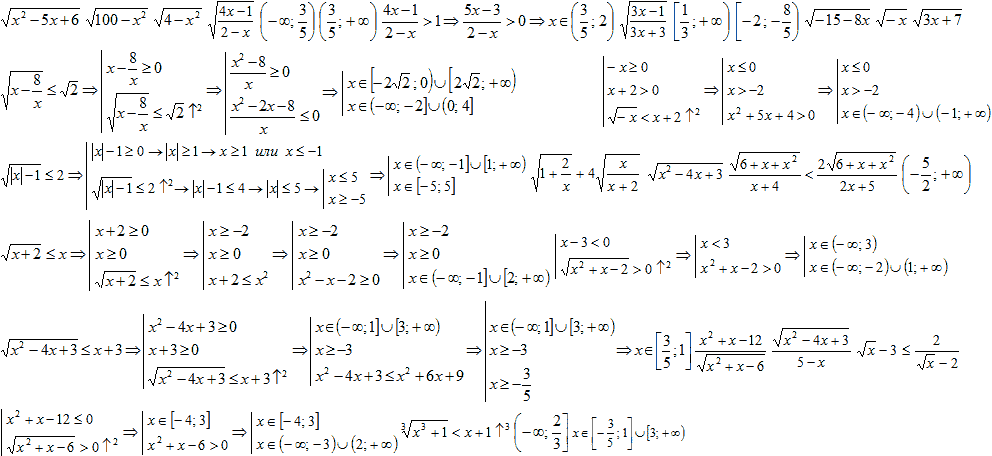 √(x²−5x+6) √(100−x²) √(4−x²) √((4x−1)/(2−x)) (−∞; 3/5) (3/5; +∞) (4x−1)/(2−x) > 1 ⇒ (5x−3)/(2−x) > 0 ⇒ x∈(3/5; 2) √((3x−1)/(3x+3)) [1/3; +∞) [−2; −8/5) √(−15−8x) √(−x) √(3x+7)
√(x−8/x) ≤ √2 ⇒ | x−8/x ≥ 0 | √(x−8/x) ≤ √2 ↑² ⇒ | (x²−8)/x ≥ 0 | (x²−2x−8)/x ≤ 0 ⇒ | x∈[−2√2; 0)∪[2√2; +∞) | x∈(−∞; −2]∪(0; 4] | −x≥0 | x+2>0 | √(−x) < x+2 ↑² ⇒ | x≤0 | x>−2 | x²+5x+4>0 ⇒ | x≤0 | x>−2 | x∈(−∞; −4)∪(−1; +∞)
√(|x|−1) ≤ 2 ⇒ | |x|−1≥0 → |x|≥1 → x≥1 или x≤−1 | √(|x|−1) ≤ 2 ↑² → |x|−1≤4 → |x|≤5 → | x≤5 | x≥−5 ⇒ | x∈(−∞; −1]∪[1; +∞) | x∈[−5; 5] √(1+2/x) + 4√(x/(x+2)) √(x²−4x+3) √(6+x+x²)/(x+4) < 2√(6+x+x²)/(2x+5) (−5/2; +∞)
√(x+2) ≤ x ⇒ | x+2≥0 | x≥0 | √(x+2) ≤ x ↑² ⇒ | x≥−2 | x≥0 | x+2≤x² ⇒ | x≥−2 | x≥0 | x²−x−2≥0 ⇒ | x≥−2 | x≥0 | x∈(−∞; −1]∪[2; +∞) | x−3<0 | √(x²+x−2) > 0 ↑² ⇒ | x<3 | x²+x−2>0 ⇒ | x∈(−∞; 3) | x∈(−∞; −2)∪(1; +∞)
√(x²−4x+3) ≤ x+3 ⇒ | x²−4x+3≥0 | x+3≥0 | √(x²−4x+3) ≤ x+3 ↑² ⇒ | x∈(−∞; 1]∪[3; +∞) | x≥−3 | x²−4x+3≤x²+6x+9 ⇒ | x∈(−∞; 1]∪[3; +∞) | x≥−3 | x≥−3/5 ⇒ x∈[3/5; 1] (x²+x−12)/√(x²+x−6) √(x²−4x+3)/(5−x) √x−3 ≤ 2/(√x−2)
| x²+x−12≤0 | √(x²+x−6) > 0 ↑² ⇒ | x∈[−4; 3] | x²+x−6>0 ⇒ | x∈[−4; 3] | x∈(−∞; −3)∪(2; +∞) ∛(x³+1) < x+1 ↑³ (−∞; 2/3] x∈[−3/5; 1]∪[3; +∞)